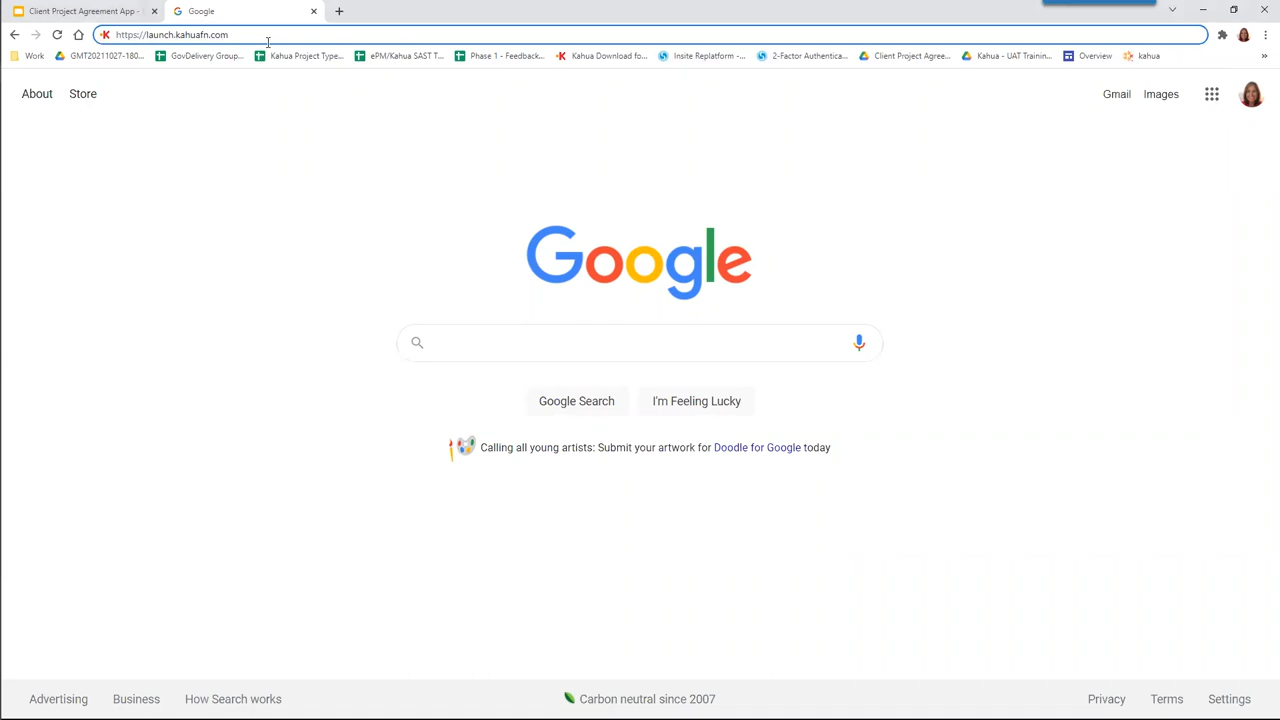 Client Project Agreement App -
Google
https://launch.kahuafn.com
Work
GMT20211027-180...
GovDelivery Group...
Kahua Project Type...
ePM/Kahua SAST T...
Phase 1 - Feedback...
Kahua Download fo...
Insite Replatform -...
2-Factor Authentica...
Client Project Agree...
Kahua - UAT Trainin...
Overview
kahua
About Store
Gmail Images
Google
Google Search I'm Feeling Lucky
Calling all young artists: Submit your artwork for Doodle for Google today
Advertising Business How Search works
Carbon neutral since 2007
Privacy Terms Settings